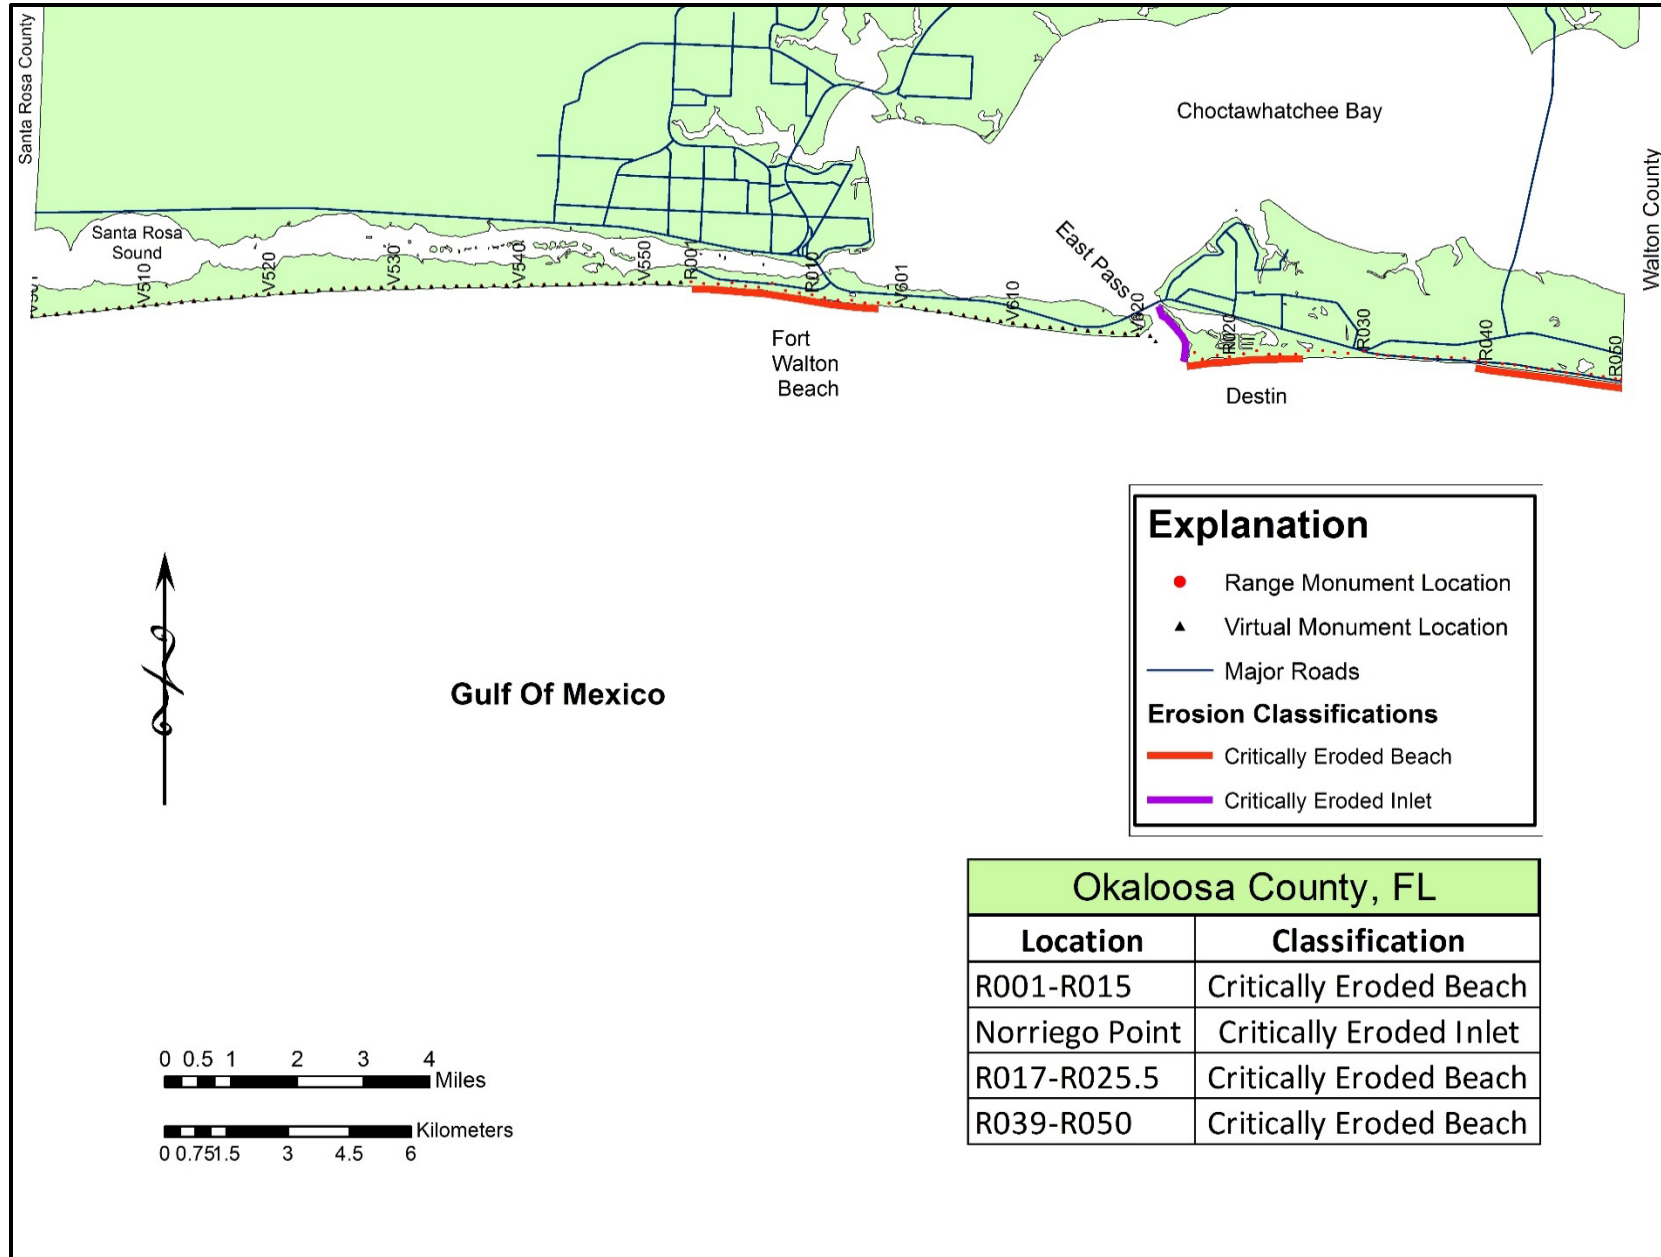 Santa Rosa County
Choctawhatchee Bay
Walton County
Santa Rosa
Sound
East Pass
V510
V520
V530
V540
V550
R001
R010
V601
V610
V620
R020
R030
R040
R050
Fort
Walton
Beach
Destin
Explanation
Range Monument Location
Virtual Monument Location
Major Roads
Erosion Classifications
Critically Eroded Beach
Critically Eroded Inlet
Gulf Of Mexico
Okaloosa County, FL
Location Classification
R001-R015 Critically Eroded Beach
Norriego Point Critically Eroded Inlet
R017-R025.5 Critically Eroded Beach
R039-R050 Critically Eroded Beach
0 0.5 1 2 3 4
Miles
Kilometers
0 0.75 1.5 3 4.5 6